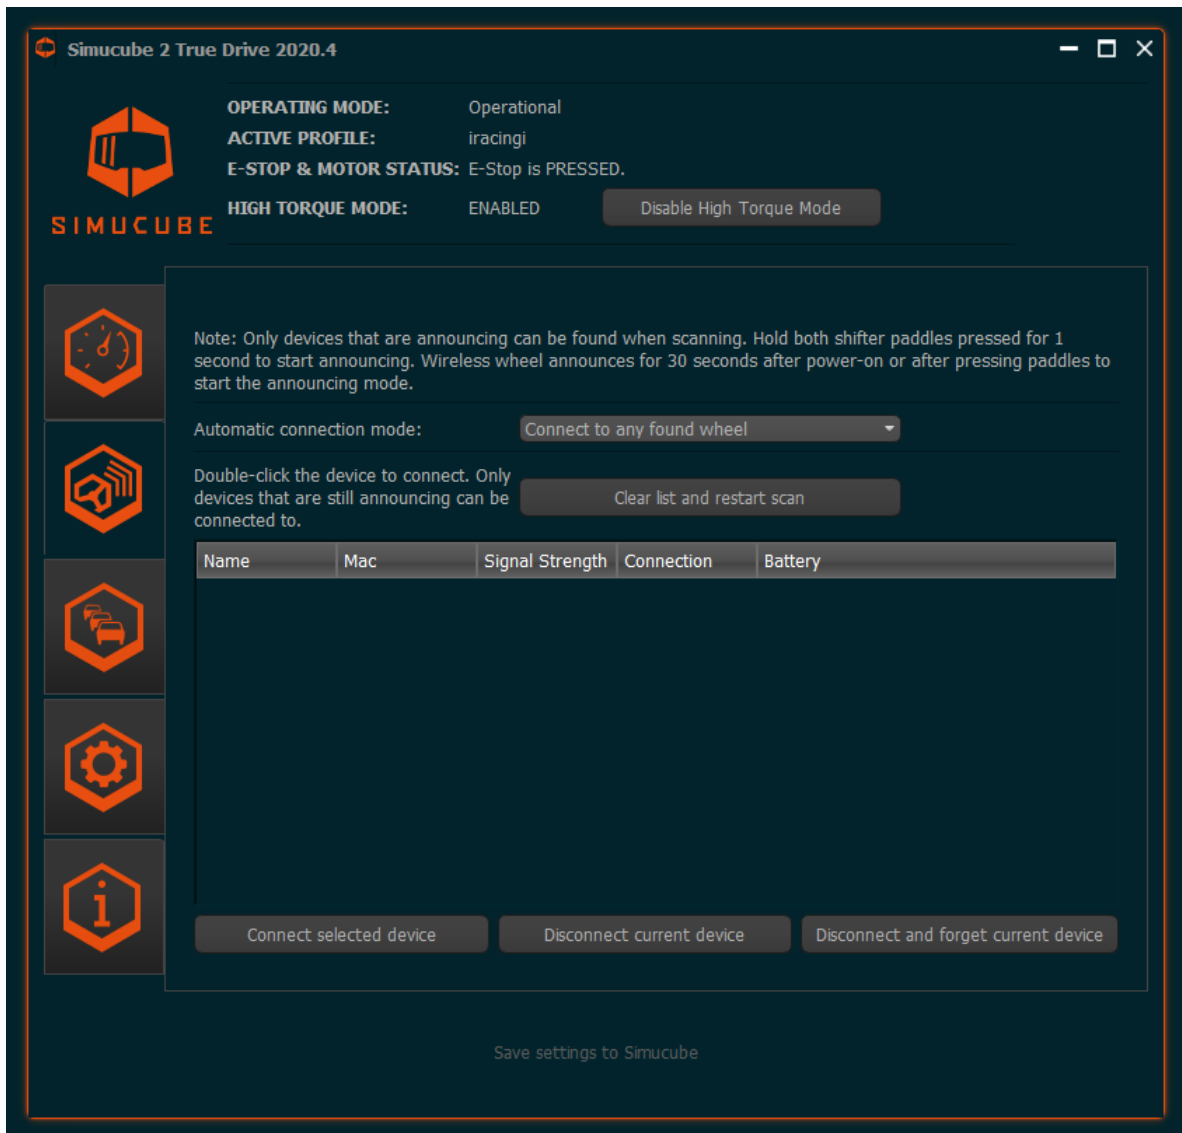 Simucube 2 True Drive 2020.4
OPERATING MODE: Operational
ACTIVE PROFILE: iracingi
E-STOP & MOTOR STATUS: E-Stop is PRESSED.
HIGH TORQUE MODE: ENABLED Disable High Torque Mode
SIMUCUBE
Note: Only devices that are announcing can be found when scanning. Hold both shifter paddles pressed for 1
second to start announcing. Wireless wheel announces for 30 seconds after power-on or after pressing paddles to
start the announcing mode.
Automatic connection mode: Connect to any found wheel
Double-click the device to connect. Only
devices that are still announcing can be
connected to.
Clear list and restart scan
Name Mac Signal Strength Connection Battery
Connect selected device Disconnect current device Disconnect and forget current device
Save settings to Simucube